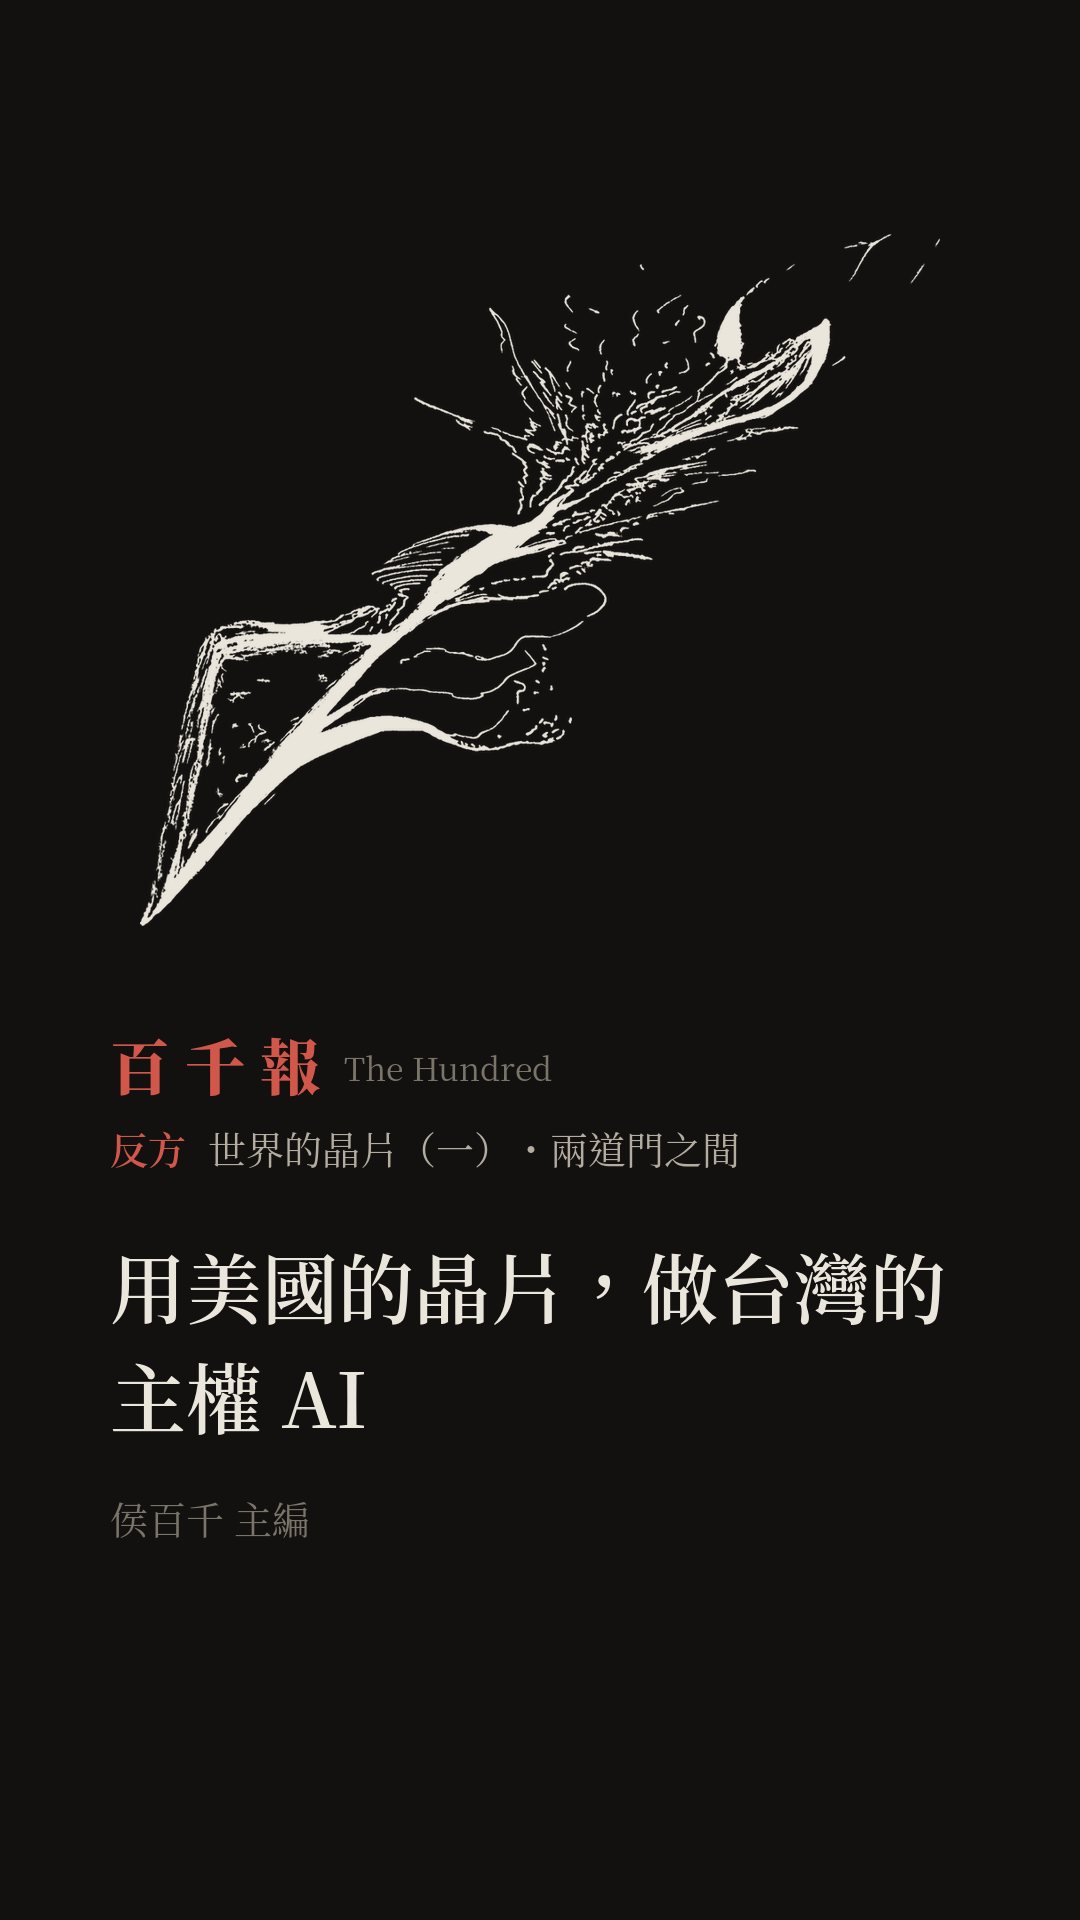 百千報 The Hundred
反方 世界的晶片（一）・兩道門之間
用美國的晶片，做台灣的
主權 AI
侯百千 主編